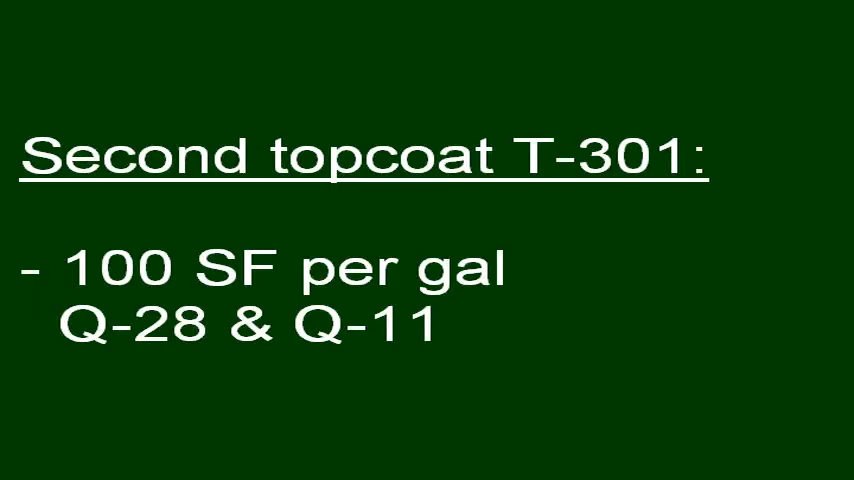 Second topcoat T-301:
- 100 SF per gal
Q-28 & Q-11